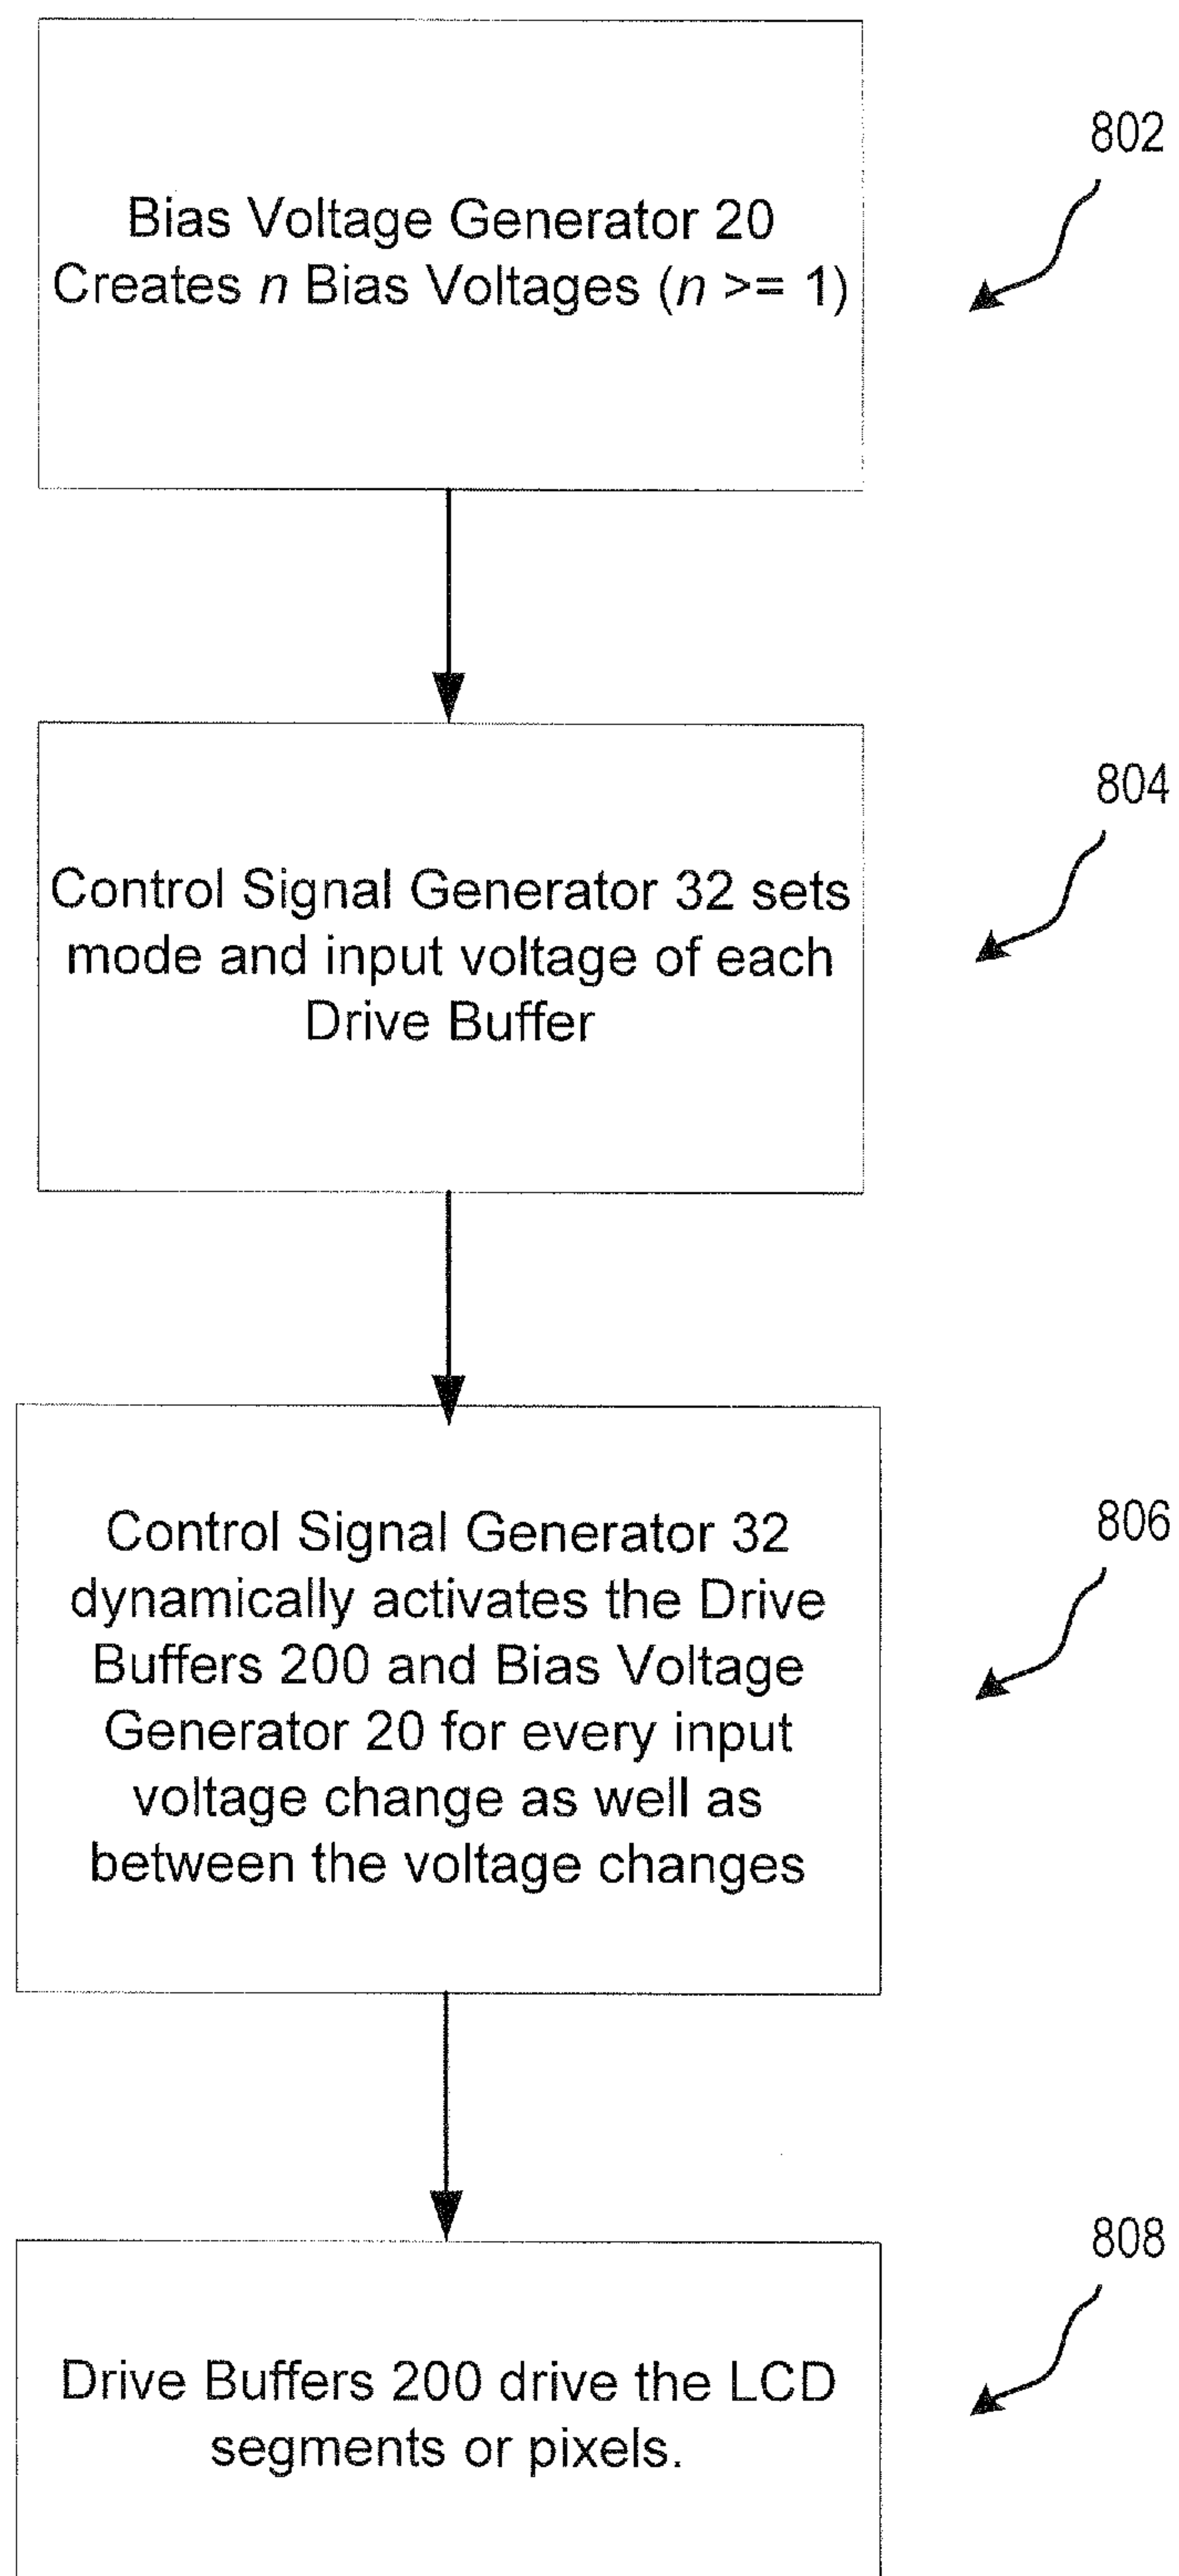 802
Bias Voltage Generator 20
Creates n Bias Voltages (n >= 1)
804
Control Signal Generator 32 sets
mode and input voltage of each
Drive Buffer
806
Control Signal Generator 32
dynamically activates the Drive
Buffers 200 and Bias Voltage
Generator 20 for every input
voltage change as well as
between the voltage changes
808
Drive Buffers 200 drive the LCD
segments or pixels.